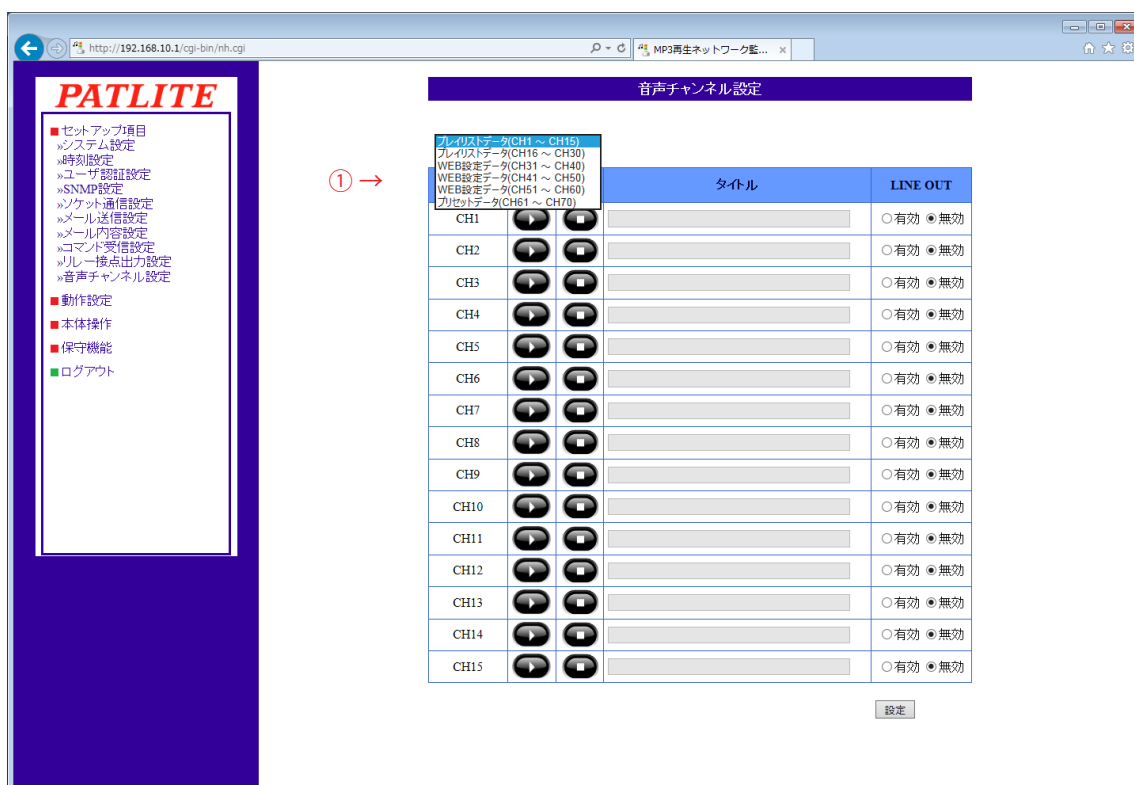 http://192.168.10.1/cgi-bin/nh.cgi
MP3再生ネットワーク監...
PATLITE
セットアップ項目
»システム設定
»時刻設定
»ユーザ認証設定
»SNMP設定
»ソケット通信設定
»メール送信設定
»メール内容設定
»コマンド受信設定
»リレー接点出力設定
»音声チャンネル設定
動作設定
本体操作
保守機能
ログアウト
音声チャンネル設定
①→
プレイリストデータ(CH1 ～ CH15)
プレイリストデータ(CH16 ～ CH30)
WEB設定データ(CH31 ～ CH40)
WEB設定データ(CH41 ～ CH50)
WEB設定データ(CH51 ～ CH60)
プリセットデータ(CH61 ～ CH70)
タイトル LINE OUT
CH1 有効 無効
CH2 有効 無効
CH3 有効 無効
CH4 有効 無効
CH5 有効 無効
CH6 有効 無効
CH7 有効 無効
CH8 有効 無効
CH9 有効 無効
CH10 有効 無効
CH11 有効 無効
CH12 有効 無効
CH13 有効 無効
CH14 有効 無効
CH15 有効 無効
設定